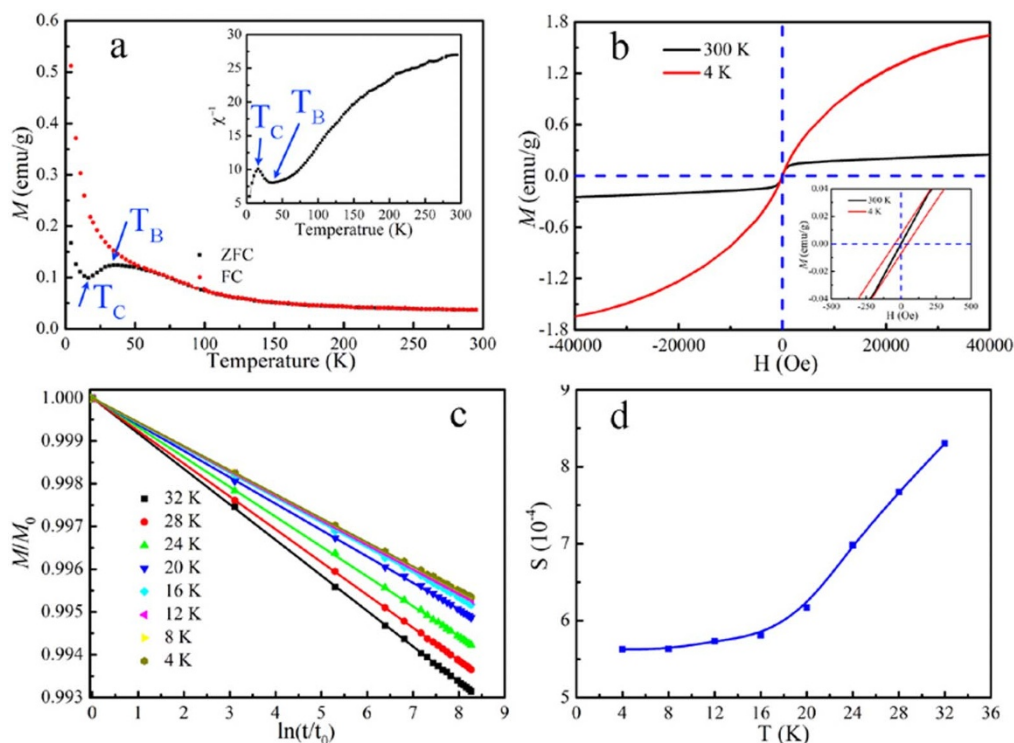 a
M (emu/g)
0.6
0.5
0.4
0.3
0.2
0.1
0.0
0 50 100 150 200 250 300
Temperature (K)
T_B
T_C
ZFC
FC
χ⁻¹
30
25
20
15
10
5
0 50 100 150 200 250 300
Temperatrue (K)
T_C
T_B
b
M (emu/g)
1.8
1.2
0.6
0.0
-0.6
-1.2
-1.8
-40000 -20000 0 20000 40000
H (Oe)
300 K
4 K
M (emu/g)
0.04
0.02
0.00
-0.02
-0.04
-500 -250 0 250 500
H (Oe)
300 K
4 K
c
M/M₀
1.000
0.999
0.998
0.997
0.996
0.995
0.994
0.993
0 1 2 3 4 5 6 7 8 9
ln(t/t₀)
32 K
28 K
24 K
20 K
16 K
12 K
8 K
4 K
d
S (10⁻⁴)
9
8
7
6
5
0 4 8 12 16 20 24 28 32 36
T (K)